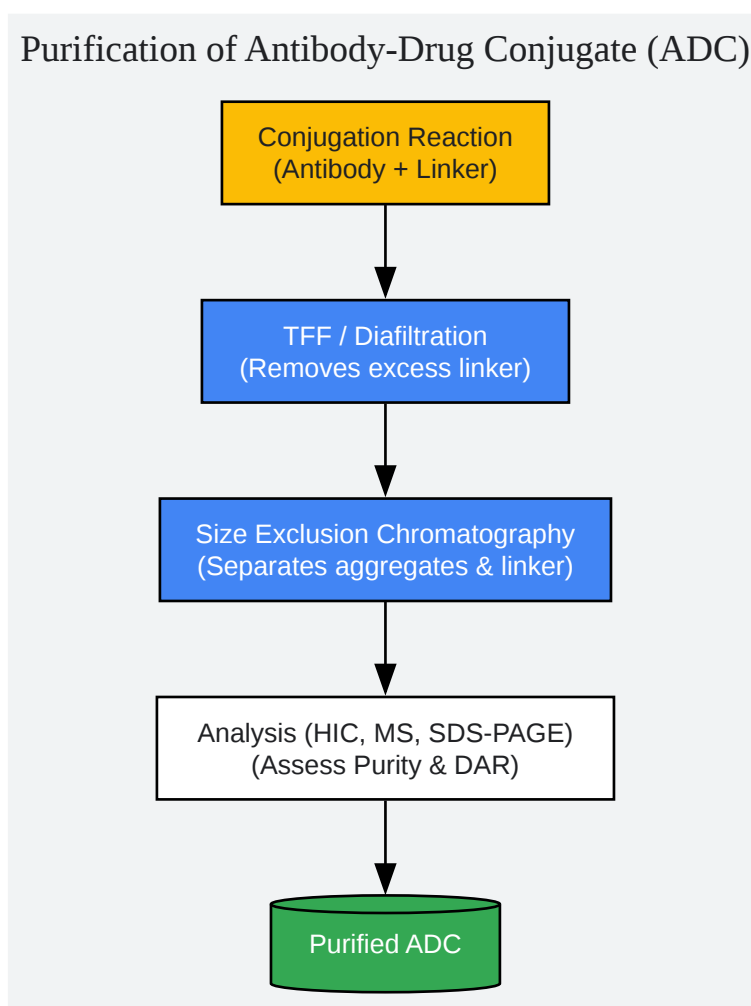 Purification of Antibody-Drug Conjugate (ADC)
Conjugation Reaction
(Antibody + Linker)
TFF / Diafiltration
(Removes excess linker)
Size Exclusion Chromatography
(Separates aggregates & linker)
Analysis (HIC, MS, SDS-PAGE)
(Assess Purity & DAR)
Purified ADC